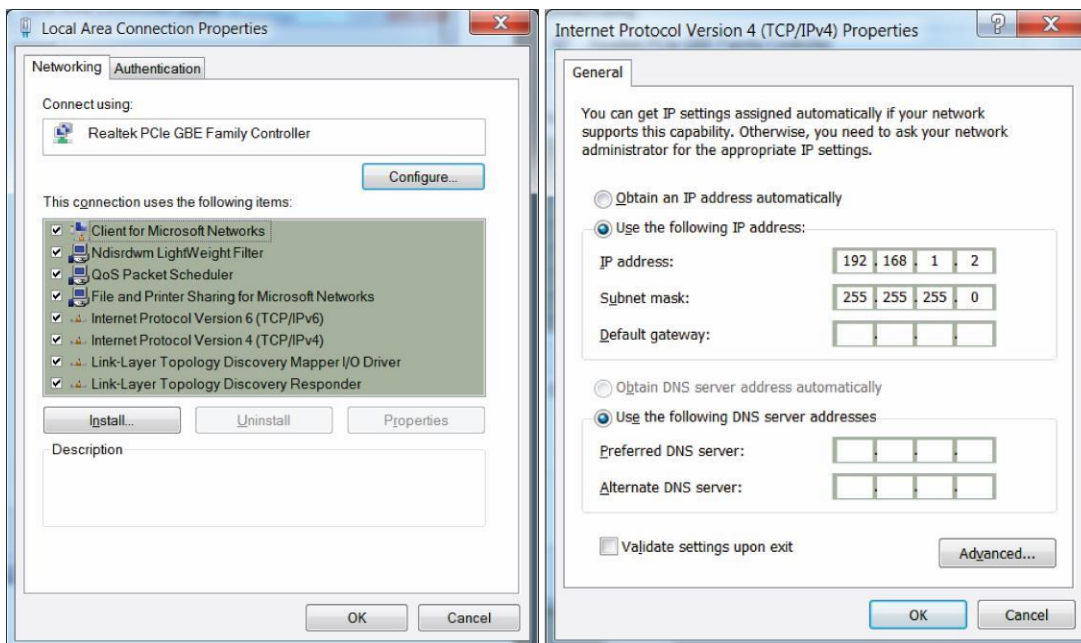 Local Area Connection Properties
Networking
Authentication
Connect using:
Realtek PCIe GBE Family Controller
Configure...
This connection uses the following items:
Client for Microsoft Networks
Ndisrdwm LightWeight Filter
QoS Packet Scheduler
File and Printer Sharing for Microsoft Networks
Internet Protocol Version 6 (TCP/IPv6)
Internet Protocol Version 4 (TCP/IPv4)
Link-Layer Topology Discovery Mapper I/O Driver
Link-Layer Topology Discovery Responder
Install...
Uninstall
Properties
Description
OK
Cancel
Internet Protocol Version 4 (TCP/IPv4) Properties
General
You can get IP settings assigned automatically if your network
supports this capability. Otherwise, you need to ask your network
administrator for the appropriate IP settings.
Obtain an IP address automatically
Use the following IP address:
IP address: 192 . 168 . 1 . 2
Subnet mask: 255 . 255 . 255 . 0
Default gateway: . . .
Obtain DNS server address automatically
Use the following DNS server addresses
Preferred DNS server: . . .
Alternate DNS server: . . .
Validate settings upon exit
Advanced...
OK
Cancel